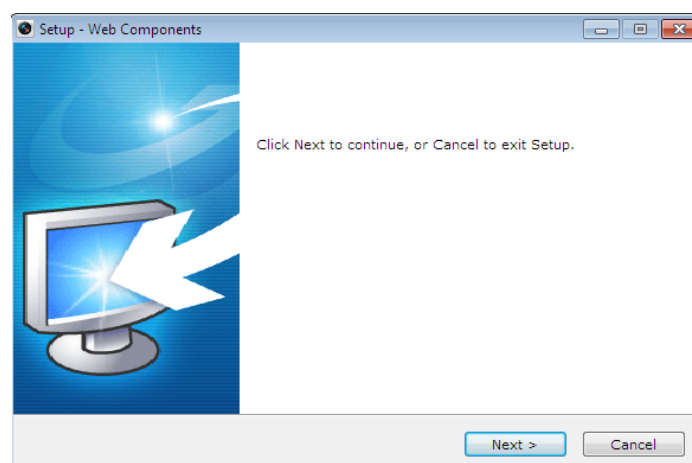 Setup - Web Components
Click Next to continue, or Cancel to exit Setup.
Next >
Cancel